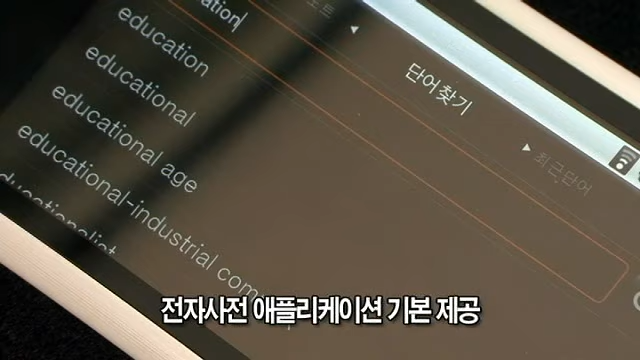 단어찾기
최근단어
education
educational
educational age
educational-industrial com
전자사전 애플리케이션 기본 제공